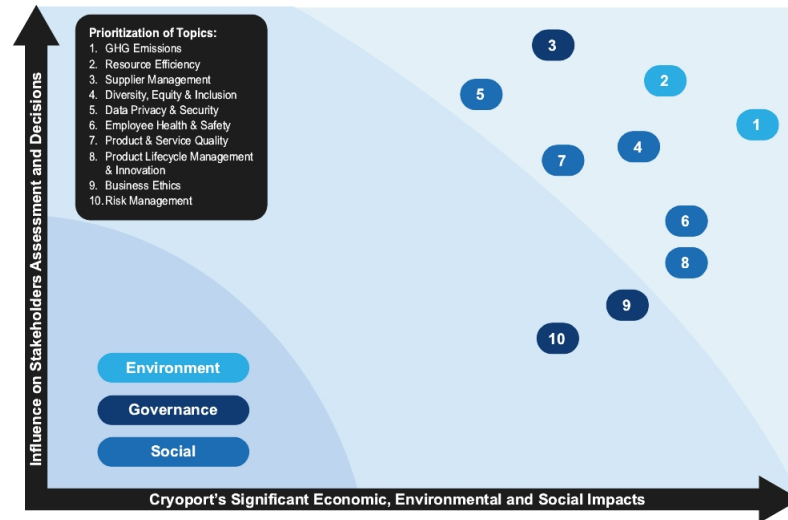 Influence on Stakeholders Assessment and Decisions
Prioritization of Topics:
1. GHG Emissions
2. Resource Efficiency
3. Supplier Management
4. Diversity, Equity & Inclusion
5. Data Privacy & Security
6. Employee Health & Safety
7. Product & Service Quality
8. Product Lifecycle Management
& Innovation
9. Business Ethics
10. Risk Management
3
2
5
1
4
7
6
8
9
10
Environment
Governance
Social
Cryoport's Significant Economic, Environmental and Social Impacts